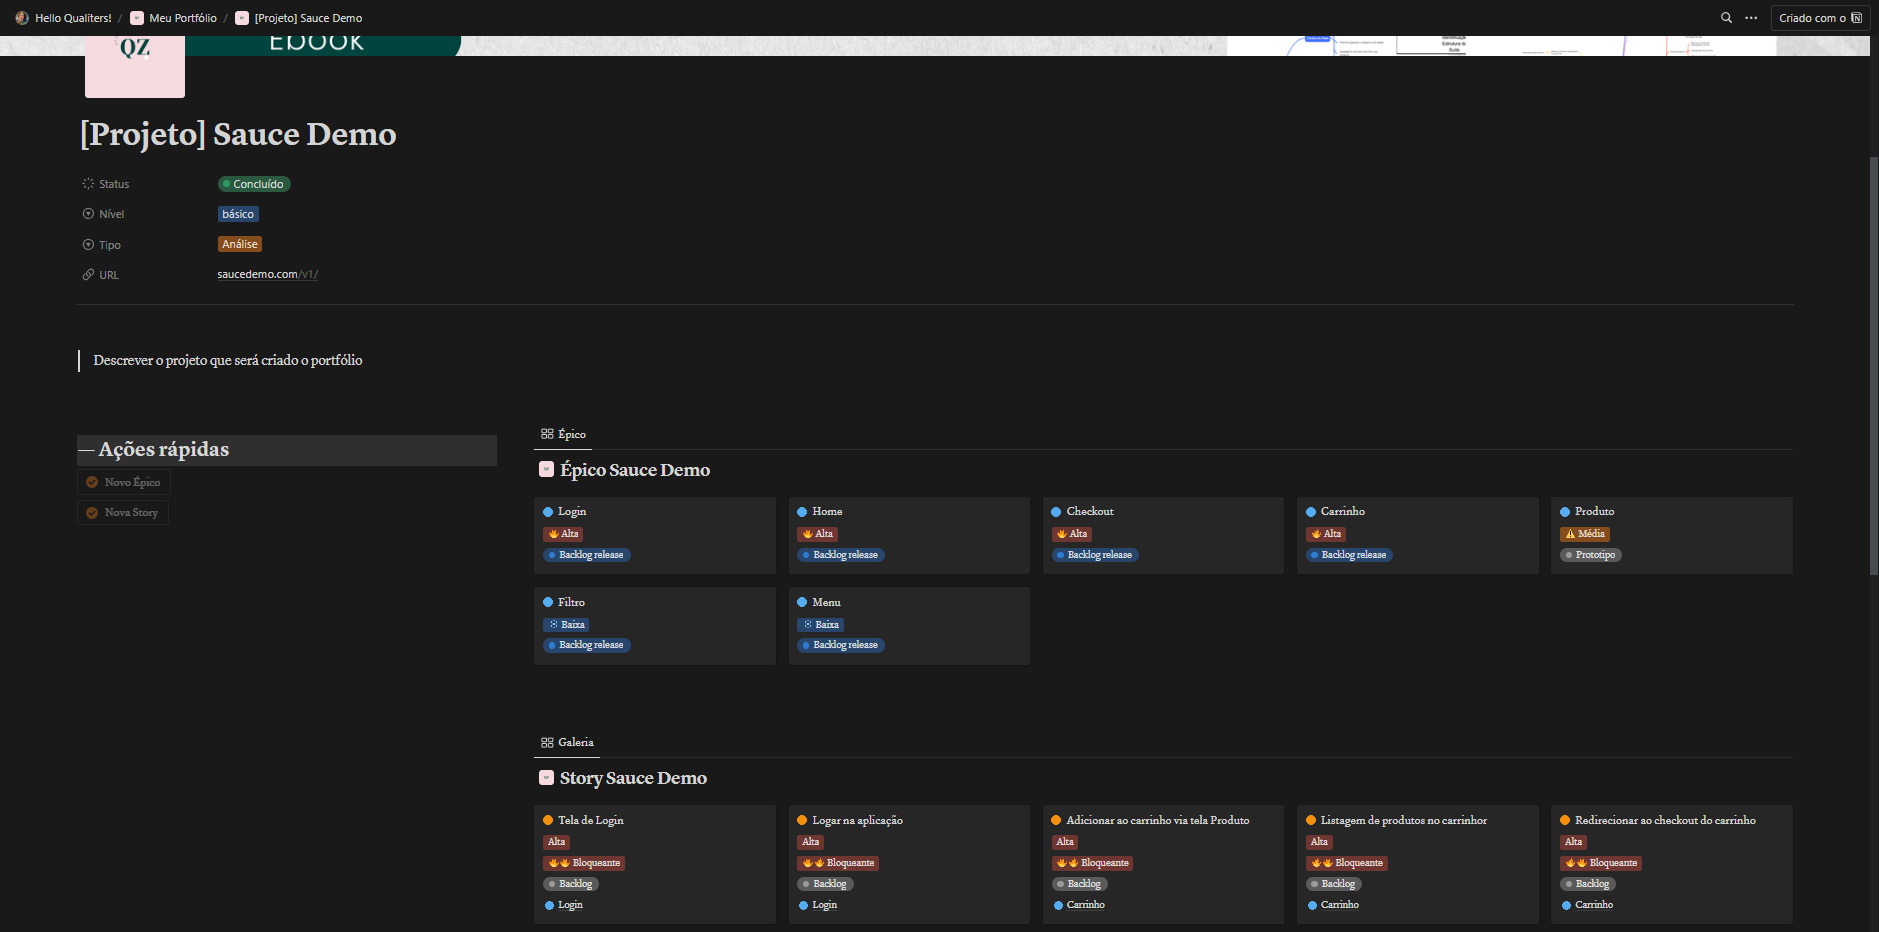 Hello Qualiters! / Meu Portfólio / [Projeto] Sauce Demo
Criado com o
QZ
Ebook
[Projeto] Sauce Demo
Status Concluído
Nível básico
Tipo Análise
URL saucedemo.com/v1/
Descrever o projeto que será criado o portfólio
— Ações rápidas
Novo Épico
Nova Story
Épico
Épico Sauce Demo
Login
Alta
Backlog release
Home
Alta
Backlog release
Checkout
Alta
Backlog release
Carrinho
Alta
Backlog release
Produto
Média
Prototipo
Filtro
Baixa
Backlog release
Menu
Baixa
Backlog release
Galeria
Story Sauce Demo
Tela de Login
Alta
Bloqueante
Backlog
Login
Logar na aplicação
Alta
Bloqueante
Backlog
Login
Adicionar ao carrinho via tela Produto
Alta
Bloqueante
Backlog
Carrinho
Listagem de produtos no carrinhor
Alta
Bloqueante
Backlog
Carrinho
Redirecionar ao checkout do carrinho
Alta
Bloqueante
Backlog
Carrinho